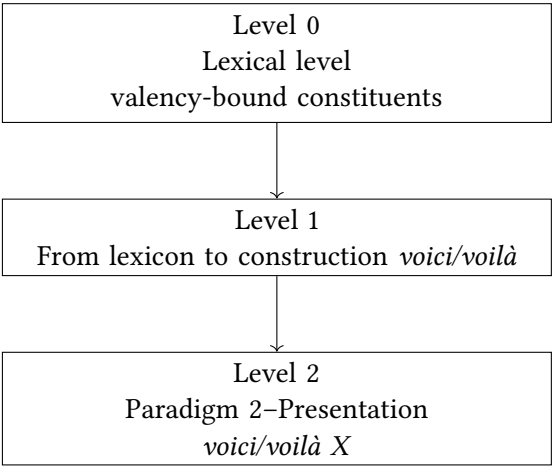 Level 0
Lexical level
valency-bound constituents
Level 1
From lexicon to construction voici/voilà
Level 2
Paradigm 2–Presentation
voici/voilà X